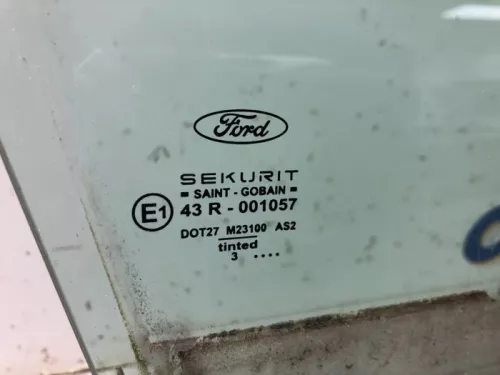 Ford
SEKURIT
SAINT - GOBAIN
E1 43 R - 001057
DOT27 M23100 AS2
tinted
3 ....